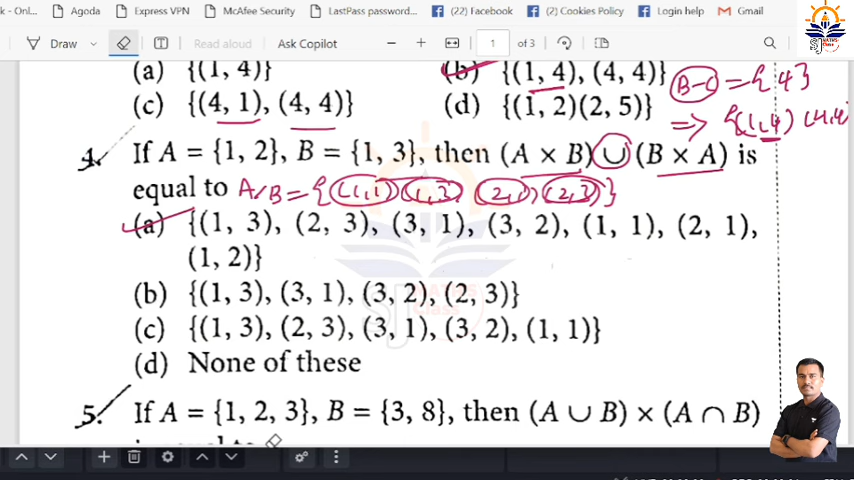 k - Onl... Agoda Express VPN McAfee Security LastPass password... (22) Facebook (2) Cookies Policy Login help Gmail
Draw Read aloud Ask Copilot 1 of 3
(a) {(1, 4)} (b) {(1, 4), (4, 4)} B-C = {4}
(c) {(4, 1), (4, 4)} (d) {(1, 2)(2, 5)} => {(1,4) (4,4)
4. If A = {1, 2}, B = {1, 3}, then (A × B) ∪ (B × A) is
equal to A×B = {(1,1) (1,3) (2,1) (2,3)}
(a) {(1, 3), (2, 3), (3, 1), (3, 2), (1, 1), (2, 1),
(1, 2)}
(b) {(1, 3), (3, 1), (3, 2), (2, 3)}
(c) {(1, 3), (2, 3), (3, 1), (3, 2), (1, 1)}
(d) None of these
5. If A = {1, 2, 3}, B = {3, 8}, then (A ∪ B) × (A ∩ B)
is equal to